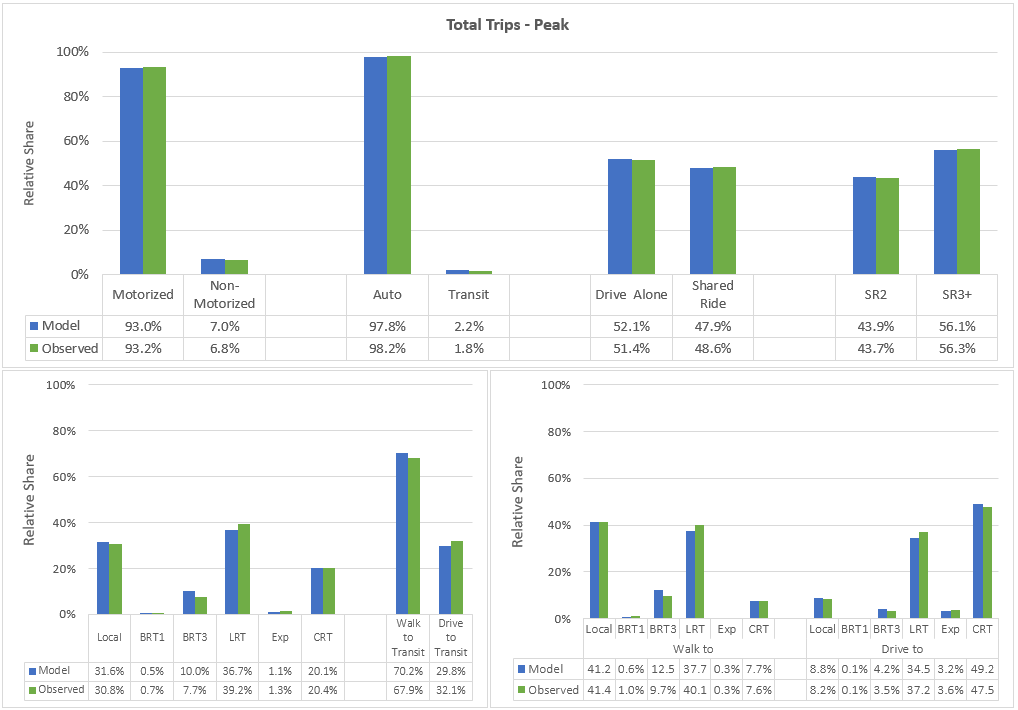 Total Trips - Peak
Relative Share
100%
80%
60%
40%
20%
0%
Motorized Non-Motorized Auto Transit Drive Alone Shared Ride SR2 SR3+
Model 93.0% 7.0% 97.8% 2.2% 52.1% 47.9% 43.9% 56.1%
Observed 93.2% 6.8% 98.2% 1.8% 51.4% 48.6% 43.7% 56.3%
Relative Share
100%
80%
60%
40%
20%
0%
Local BRT1 BRT3 LRT Exp CRT Walk to Transit Drive to Transit
Model 31.6% 0.5% 10.0% 36.7% 1.1% 20.1% 70.2% 29.8%
Observed 30.8% 0.7% 7.7% 39.2% 1.3% 20.4% 67.9% 32.1%
Relative Share
100%
80%
60%
40%
20%
0%
Local BRT1 BRT3 LRT Exp CRT Local BRT1 BRT3 LRT Exp CRT
Walk to Drive to
Model 41.2 0.6% 12.5 37.7 0.3% 7.7% 8.8% 0.1% 4.2% 34.5 3.2% 49.2
Observed 41.4 1.0% 9.7% 40.1 0.3% 7.6% 8.2% 0.1% 3.5% 37.2 3.6% 47.5